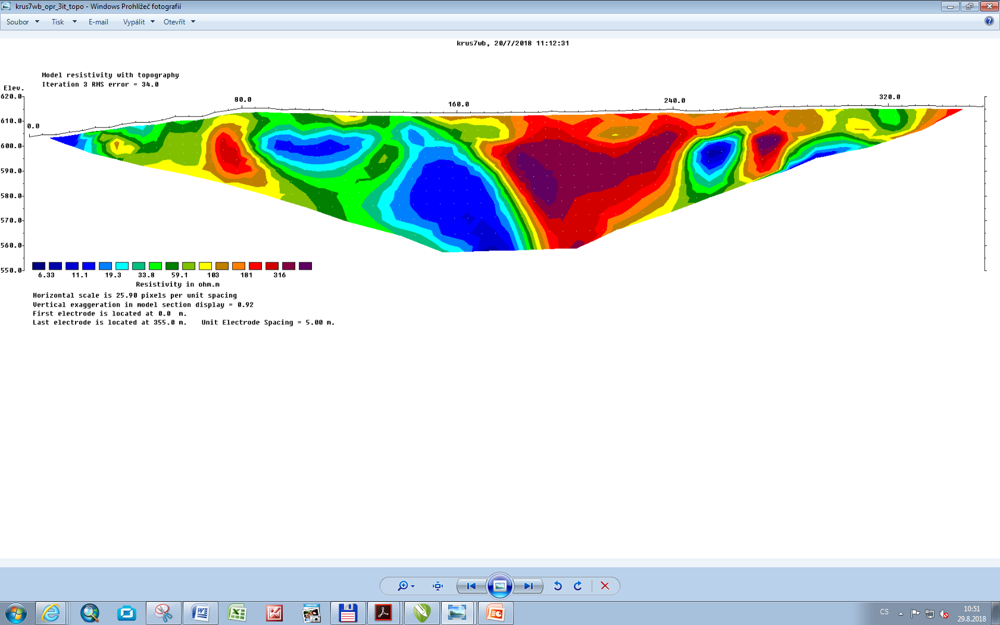 krus7wb_opr_3it_topo - Windows Prohlížeč fotografií
Soubor Tisk E-mail Vypálit Otevřít
krus7wb, 20/7/2018 11:12:31
Model resistivity with topography
Iteration 3 RMS error = 34.0
Elev.
620.0
610.0
600.0
590.0
580.0
570.0
560.0
550.0
0.0 80.0 160.0 240.0 320.0
6.33 11.1 19.3 33.8 59.1 103 181 316
Resistivity in ohm.m
Horizontal scale is 25.90 pixels per unit spacing
Vertical exaggeration in model section display = 0.92
First electrode is located at 0.0 m.
Last electrode is located at 355.0 m. Unit Electrode Spacing = 5.00 m.
CS
10:51
29.8.2018